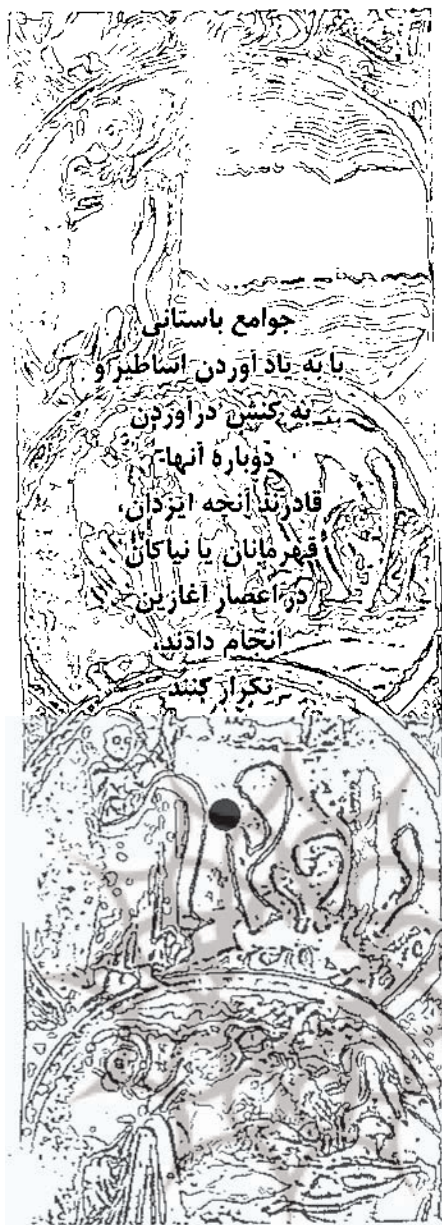 جوامع باستانی
با به یاد آوردن اساطیر و
به کنش درآوردن
دوباره آنها-
قادرند آنچه ایزدان،
قهرمانان یا نیاکان
در اعصار آغازین
انجام دادند،
تکرار کنند